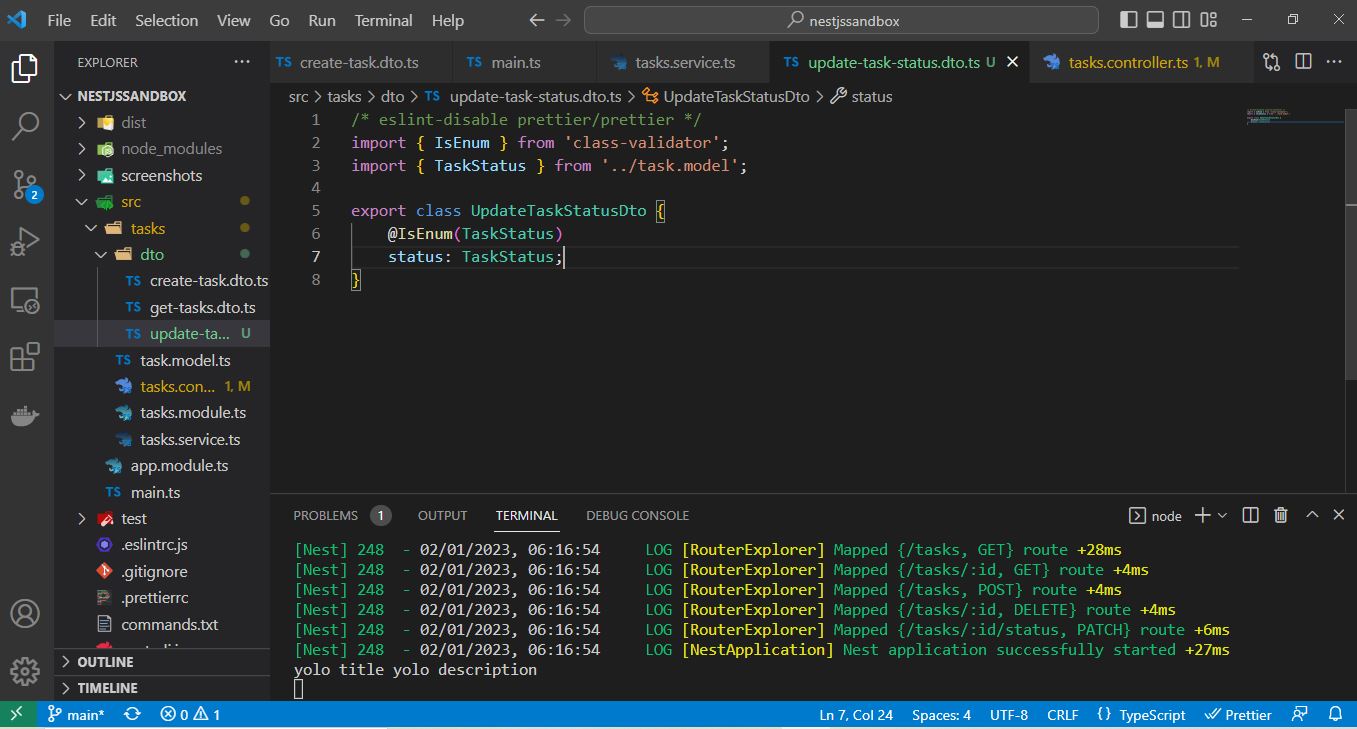 File Edit Selection View Go Run Terminal Help nestjssandbox
EXPLORER
TS create-task.dto.ts TS main.ts tasks.service.ts TS update-task-status.dto.ts U tasks.controller.ts 1, M
NESTJSSANDBOX
src > tasks > dto > TS update-task-status.dto.ts > UpdateTaskStatusDto > status
dist
node_modules
screenshots
src
tasks
dto
TS create-task.dto.ts
TS get-tasks.dto.ts
TS update-ta... U
TS task.model.ts
tasks.con... 1, M
tasks.module.ts
tasks.service.ts
app.module.ts
TS main.ts
test
.eslintrc.js
.gitignore
.prettierrc
commands.txt
OUTLINE
TIMELINE
2
1 /* eslint-disable prettier/prettier */
2 import { IsEnum } from 'class-validator';
3 import { TaskStatus } from '../task.model';
4
5 export class UpdateTaskStatusDto {
6 @IsEnum(TaskStatus)
7 status: TaskStatus;
8 }
PROBLEMS 1 OUTPUT TERMINAL DEBUG CONSOLE node
[Nest] 248 - 02/01/2023, 06:16:54 LOG [RouterExplorer] Mapped {/tasks, GET} route +28ms
[Nest] 248 - 02/01/2023, 06:16:54 LOG [RouterExplorer] Mapped {/tasks/:id, GET} route +4ms
[Nest] 248 - 02/01/2023, 06:16:54 LOG [RouterExplorer] Mapped {/tasks, POST} route +4ms
[Nest] 248 - 02/01/2023, 06:16:54 LOG [RouterExplorer] Mapped {/tasks/:id, DELETE} route +4ms
[Nest] 248 - 02/01/2023, 06:16:54 LOG [RouterExplorer] Mapped {/tasks/:id/status, PATCH} route +6ms
[Nest] 248 - 02/01/2023, 06:16:54 LOG [NestApplication] Nest application successfully started +27ms
yolo title yolo description
main* 0 1 Ln 7, Col 24 Spaces: 4 UTF-8 CRLF {} TypeScript Prettier